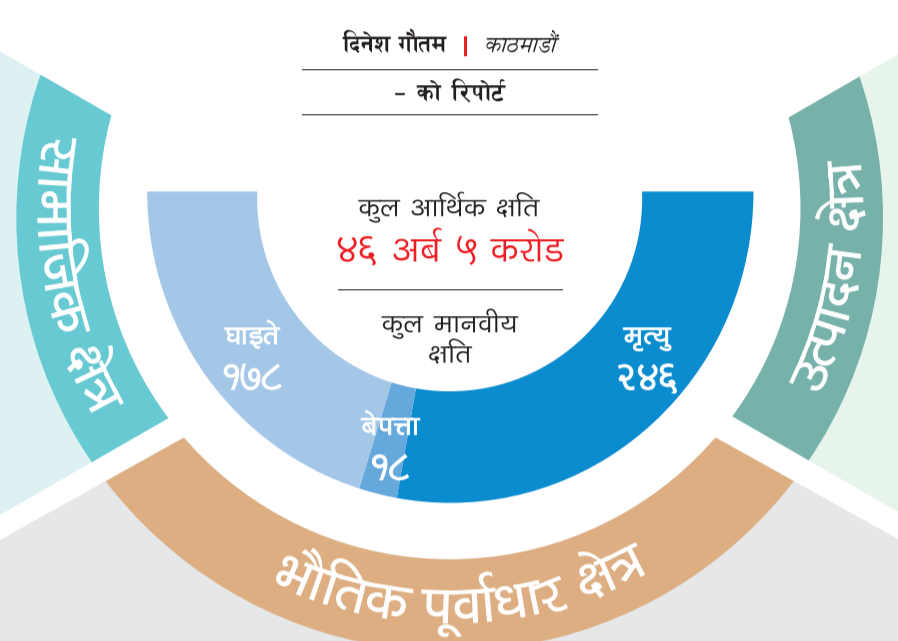 दिनेश गौतम | काठमाडौं
- को रिपोर्ट
सामाजिक क्षेत्र
उत्पादन क्षेत्र
कुल आर्थिक क्षति
४६ अर्ब ५ करोड
कुल मानवीय
क्षति
घाइते
१७८
बेपत्ता
१८
मृत्यु
२४६
भौतिक पूर्वाधार क्षेत्र